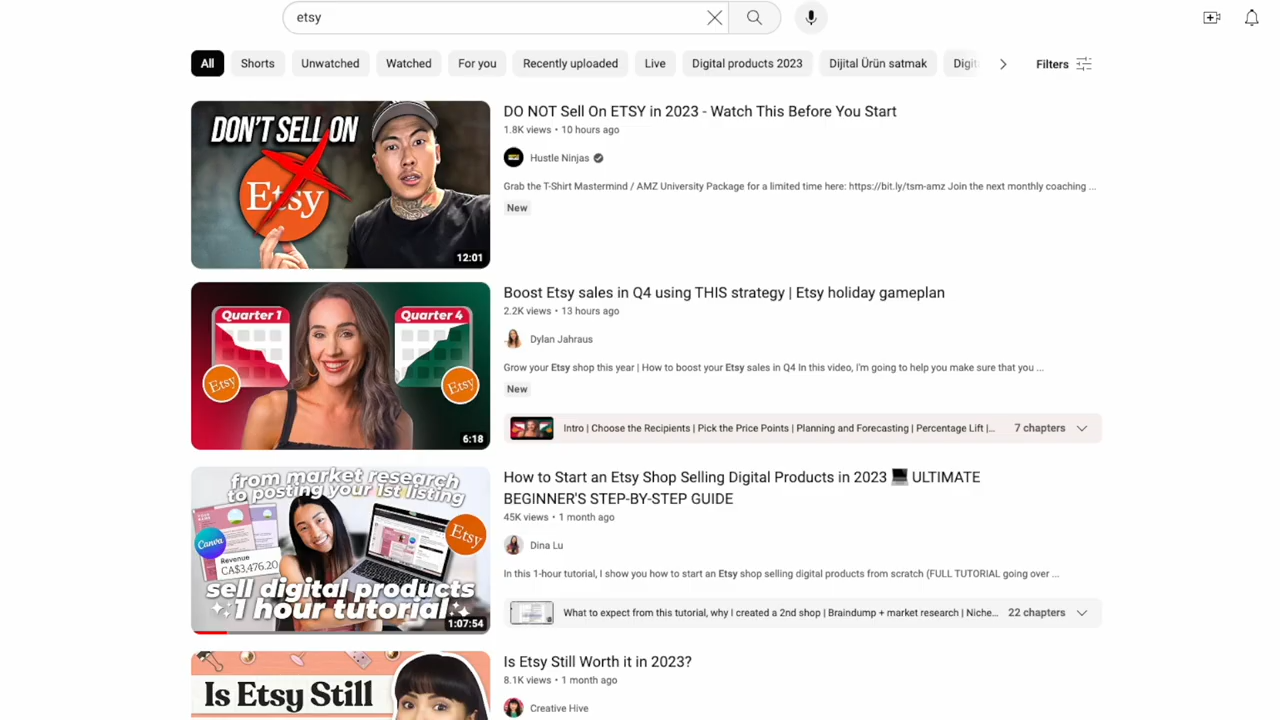 etsy
All
Shorts
Unwatched
Watched
For you
Recently uploaded
Live
Digital products 2023
Dijital Ürün satmak
Digit
Filters
DON'T SELL ON
Etsy
12:01
DO NOT Sell On ETSY in 2023 - Watch This Before You Start
1.8K views • 10 hours ago
Hustle Ninjas
Grab the T-Shirt Mastermind / AMZ University Package for a limited time here: https://bit.ly/tsm-amz Join the next monthly coaching ...
New
Quarter 1
Quarter 4
Etsy
Etsy
6:18
Boost Etsy sales in Q4 using THIS strategy | Etsy holiday gameplan
2.2K views • 13 hours ago
Dylan Jahraus
Grow your Etsy shop this year | How to boost your Etsy sales in Q4 In this video, I'm going to help you make sure that you ...
New
Intro | Choose the Recipients | Pick the Price Points | Planning and Forecasting | Percentage Lift |...
7 chapters
from market research
to posting your 1st listing
Canva
Etsy
Revenue
CA$3,476.20
sell digital products
1 hour tutorial
1:07:54
How to Start an Etsy Shop Selling Digital Products in 2023 💻 ULTIMATE
BEGINNER'S STEP-BY-STEP GUIDE
45K views • 1 month ago
Dina Lu
In this 1-hour tutorial, I show you how to start an Etsy shop selling digital products from scratch (FULL TUTORIAL going over ...
What to expect from this tutorial, why I created a 2nd shop | Braindump + market research | Niche...
22 chapters
Is Etsy Still
Is Etsy Still Worth it in 2023?
8.1K views • 1 month ago
Creative Hive